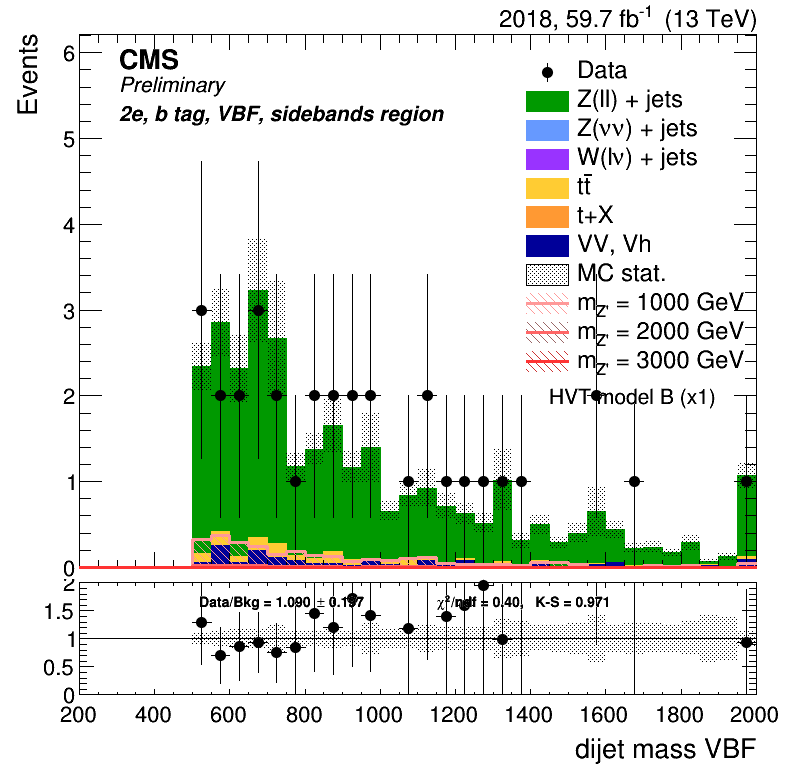 2018, 59.7 fb⁻¹ (13 TeV)
Events
CMS
Preliminary
2e, b tag, VBF, sidebands region
Data
Z(ll) + jets
Z(νν) + jets
W(lν) + jets
tt̄
t+X
VV, Vh
MC stat.
m_Z' = 1000 GeV
m_Z' = 2000 GeV
m_Z' = 3000 GeV
HVT model B (x1)
6
5
4
3
2
1
0
Data/Bkg = 1.090 ± 0.197
χ²/ndf = 0.40, K-S = 0.971
2
1.5
1
0.5
0
200 400 600 800 1000 1200 1400 1600 1800 2000
dijet mass VBF